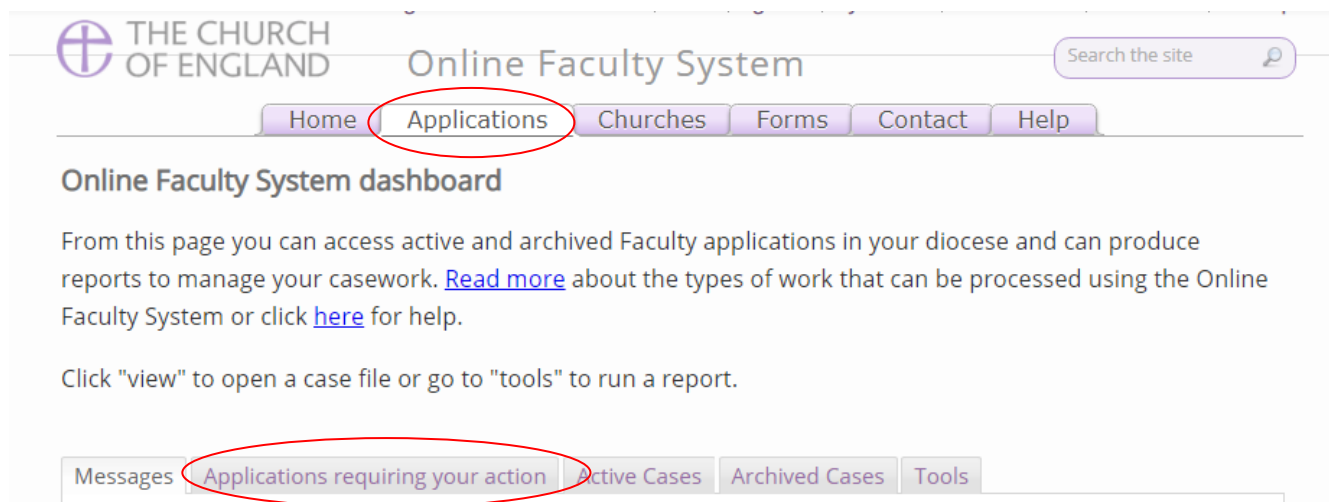 THE CHURCH
OF ENGLAND
Online Faculty System
Search the site
Home Applications Churches Forms Contact Help
Online Faculty System dashboard
From this page you can access active and archived Faculty applications in your diocese and can produce
reports to manage your casework. Read more about the types of work that can be processed using the Online
Faculty System or click here for help.
Click "view" to open a case file or go to "tools" to run a report.
Messages Applications requiring your action Active Cases Archived Cases Tools